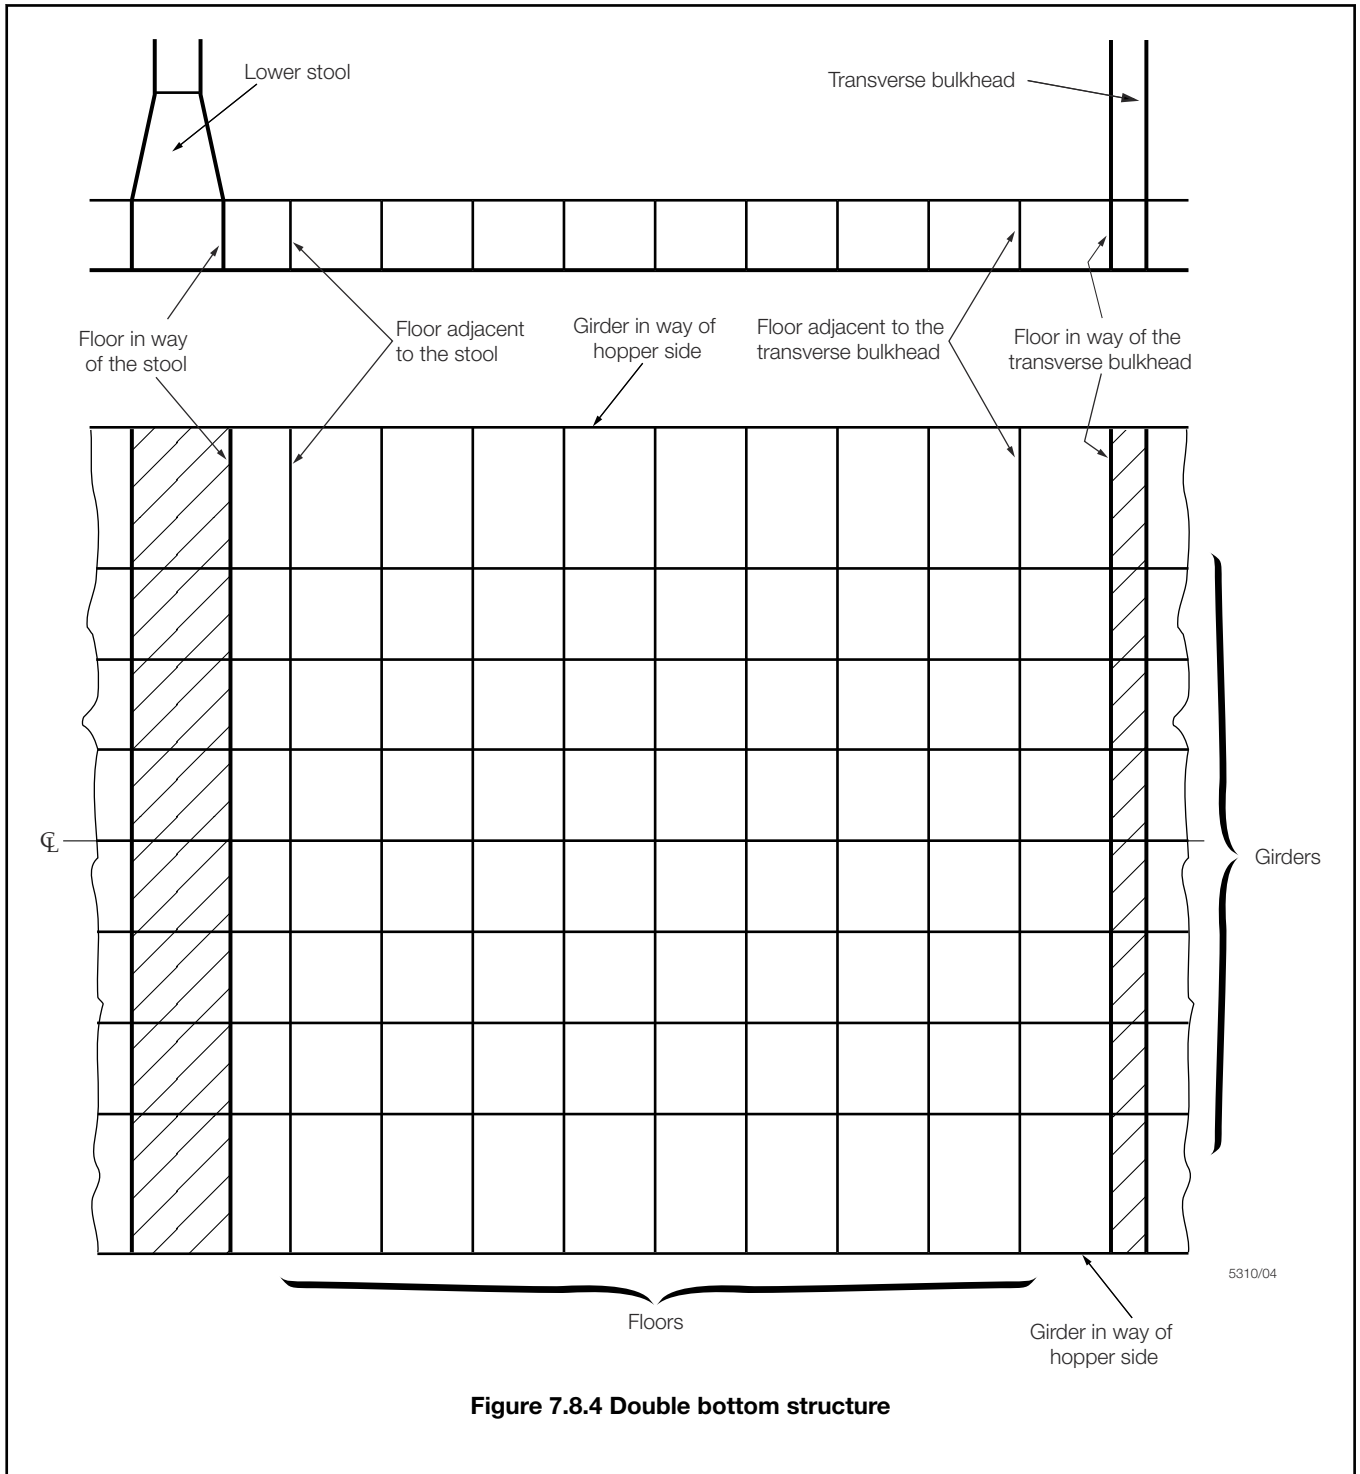 Lower stool
Transverse bulkhead
Floor in way
of the stool
Floor adjacent
to the stool
Girder in way of
hopper side
Floor adjacent to the
transverse bulkhead
Floor in way of the
transverse bulkhead
℄
Girders
5310/04
Floors
Girder in way of
hopper side
Figure 7.8.4 Double bottom structure